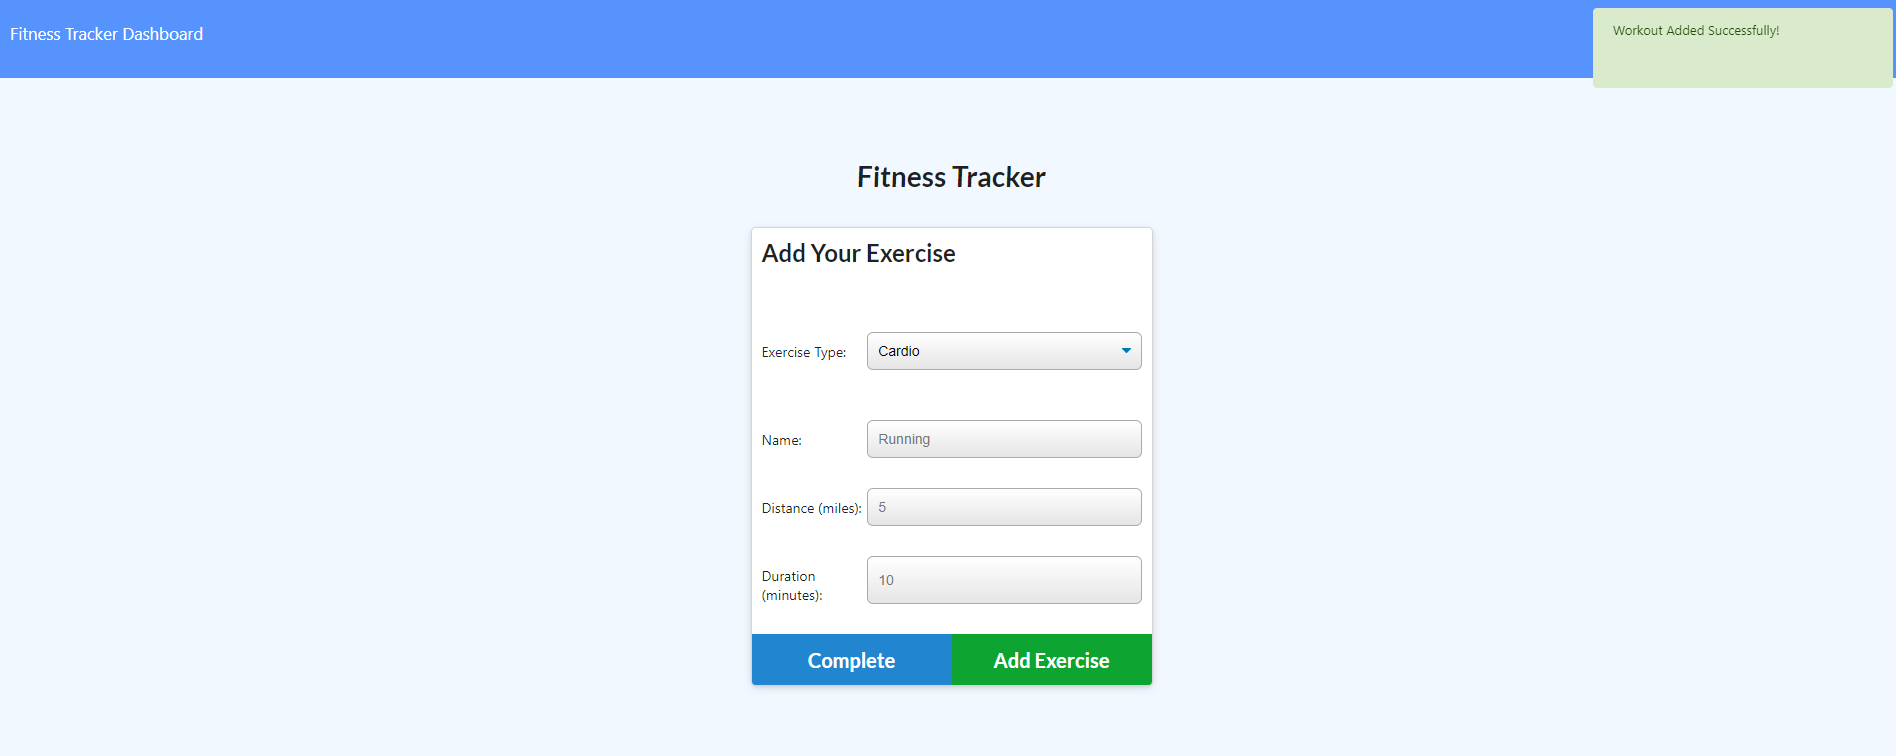 Fitness Tracker Dashboard
Workout Added Successfully!
Fitness Tracker
Add Your Exercise
Exercise Type: Cardio
Name: Running
Distance (miles): 5
Duration
(minutes): 10
Complete Add Exercise